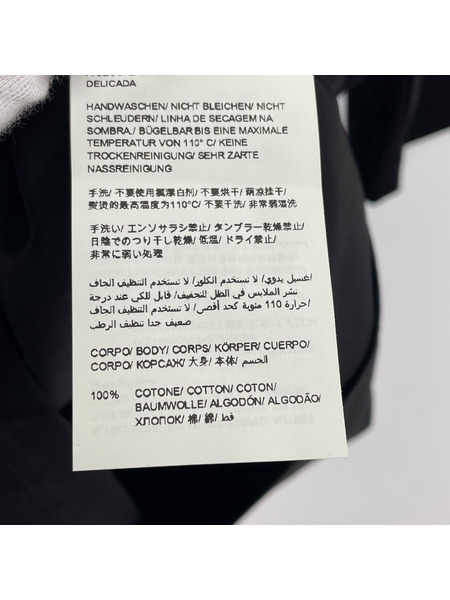 DELICADA
HANDWASCHEN/ NICHT BLEICHEN/ NICHT
SCHLEUDERN/ LINHA DE SECAGEM NA
SOMBRA./ BÜGELBAR BIS EINE MAXIMALE
TEMPERATUR VON 110° C/ KEINE
TROCKENREINIGUNG/ SEHR ZARTE
NASSREINIGUNG
手洗/ 不要使用氯漂白剂/ 不要烘干/ 荫凉挂干/
熨烫的最高温度为110°C/ 不要干洗/ 非常弱湿洗
手洗い/ エンソサラシ禁止/ タンブラー乾燥禁止/
日陰でのつり干し乾燥/ 低温/ ドライ禁止/
非常に弱い処理
غسيل يدوي/ لا تستخدم الكلور/ لا تستخدم التنظيف الجاف/
نشر الملابس في الظل للتجفيف/ قابل للكي عند درجة
حرارة 110 مئوية كحد أقصى/ لا تستخدم التنظيف الجاف/
ضعيف جدا تنظيف الرطب
CORPO/ BODY/ CORPS/ KÖRPER/ CUERPO/
CORPO/ КОРСАЖ/ 大身/ 本体/ الجسم
100% COTONE/ COTTON/ COTON/
BAUMWOLLE/ ALGODÓN/ ALGODÃO/
ХЛОПОК/ 棉/ 綿/ قط